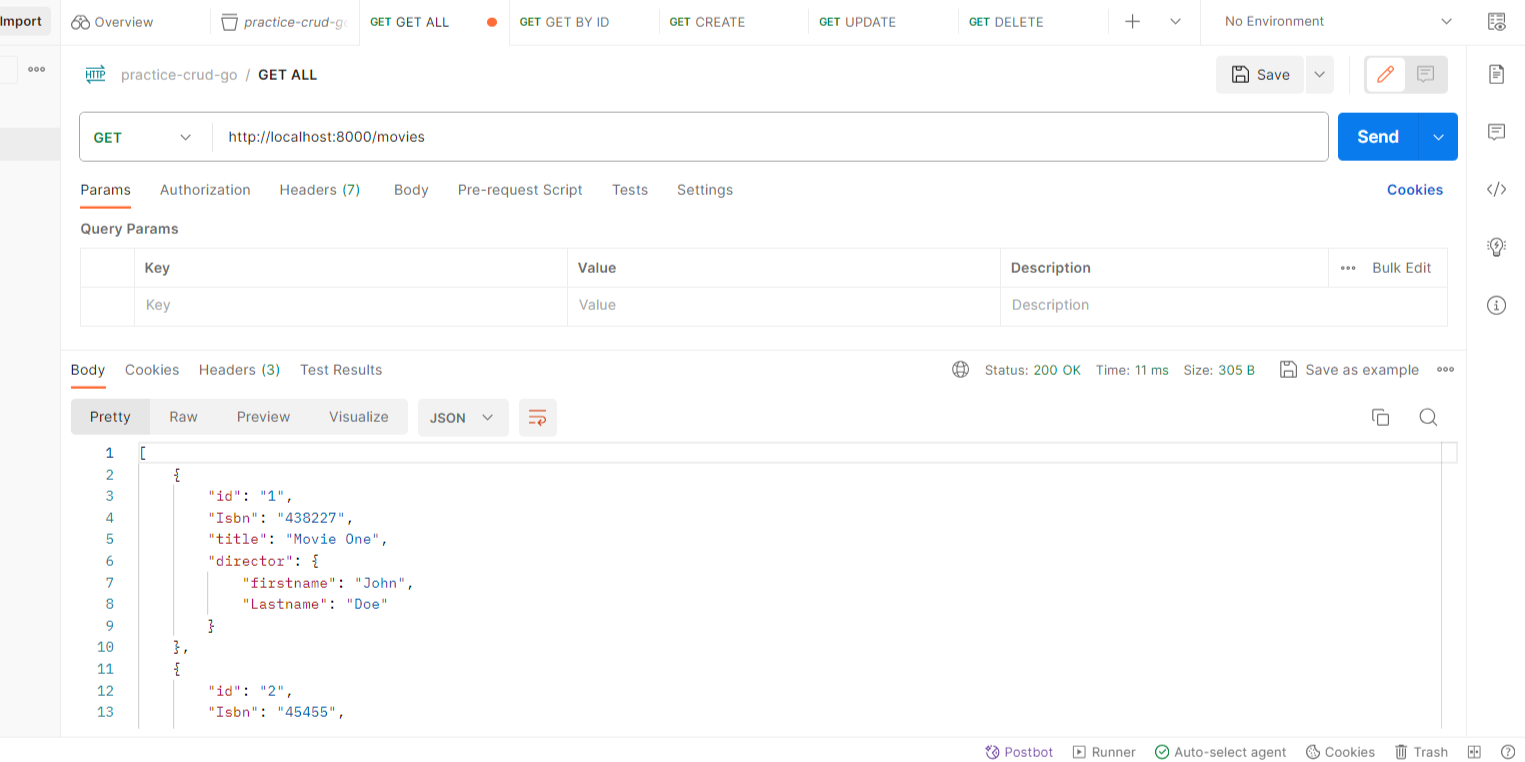 Import
Overview
practice-crud-go
GET GET ALL
GET GET BY ID
GET CREATE
GET UPDATE
GET DELETE
No Environment
HTTP practice-crud-go / GET ALL
Save
GET http://localhost:8000/movies Send
Params Authorization Headers (7) Body Pre-request Script Tests Settings Cookies
Query Params
Key Value Description Bulk Edit
Key Value Description
Body Cookies Headers (3) Test Results Status: 200 OK Time: 11 ms Size: 305 B Save as example
Pretty Raw Preview Visualize JSON
1 [
2 {
3 "id": "1",
4 "Isbn": "438227",
5 "title": "Movie One",
6 "director": {
7 "firstname": "John",
8 "Lastname": "Doe"
9 }
10 },
11 {
12 "id": "2",
13 "Isbn": "45455",
Postbot Runner Auto-select agent Cookies Trash